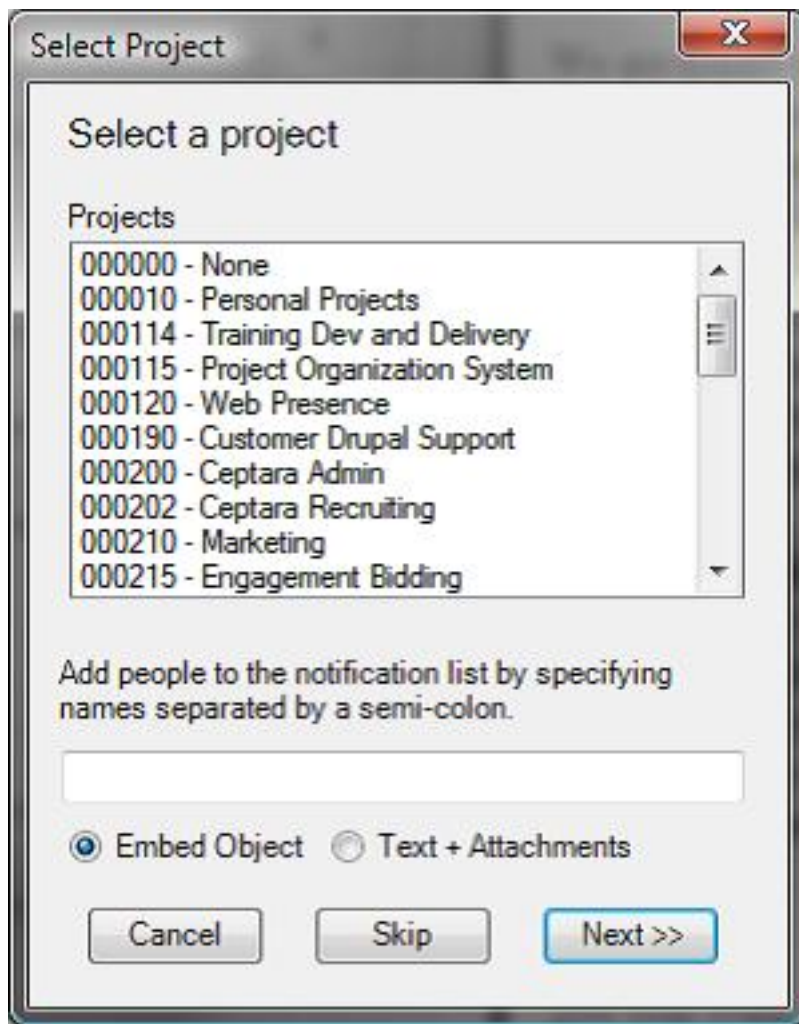 Select Project
Select a project
Projects
000000 - None
000010 - Personal Projects
000114 - Training Dev and Delivery
000115 - Project Organization System
000120 - Web Presence
000190 - Customer Drupal Support
000200 - Ceptara Admin
000202 - Ceptara Recruiting
000210 - Marketing
000215 - Engagement Bidding
Add people to the notification list by specifying
names separated by a semi-colon.
Embed Object Text + Attachments
Cancel Skip Next >>